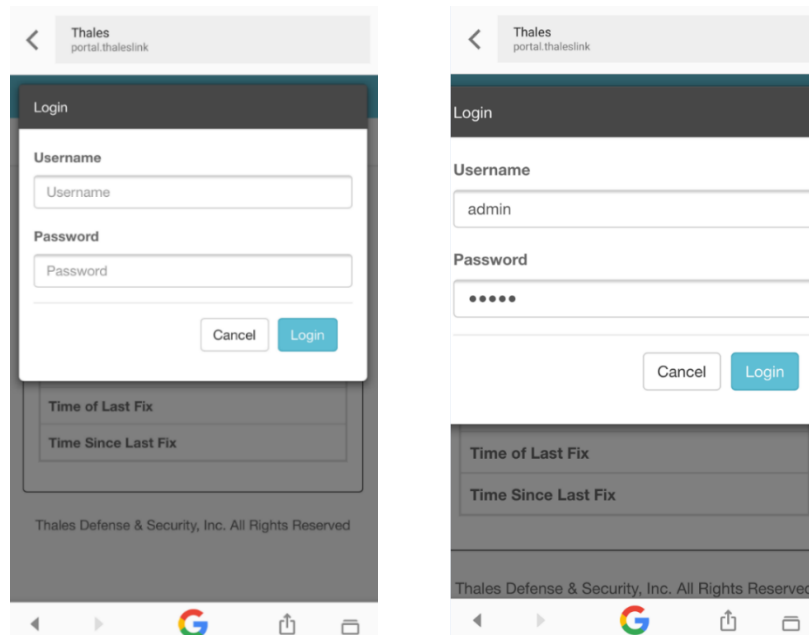 Thales
portal.thaleslink
Login
Username
Username
Password
Password
Cancel
Login
Time of Last Fix
Time Since Last Fix
Thales Defense & Security, Inc. All Rights Reserved
Thales
portal.thaleslink
Login
Username
admin
Password
•••••
Cancel
Login
Time of Last Fix
Time Since Last Fix
Thales Defense & Security, Inc. All Rights Reserved